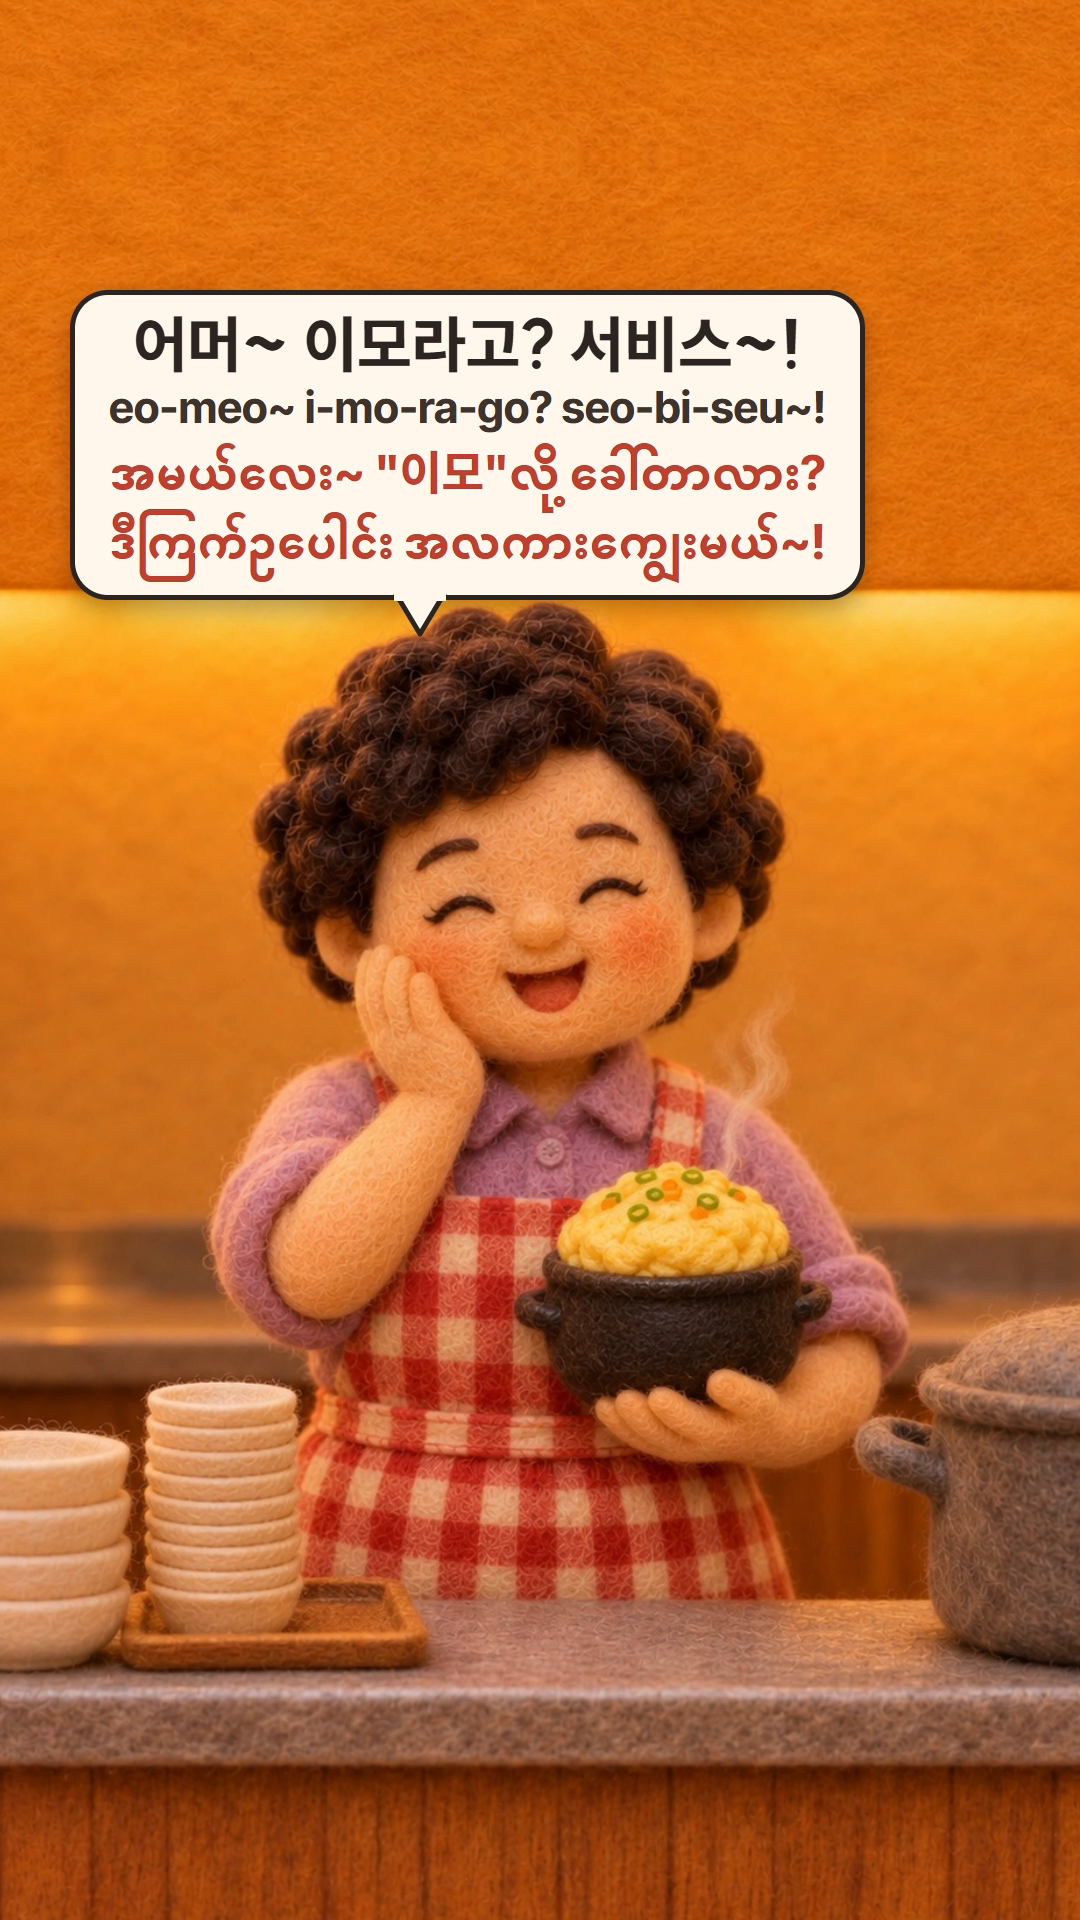 어머~ 이모라고? 서비스~!
eo-meo~ i-mo-ra-go? seo-bi-seu~!
အမယ်လေး~ "이모"လို့ ခေါ်တာလား?
ဒီကြက်ဥပေါင်း အလကားကျွေးမယ်~!